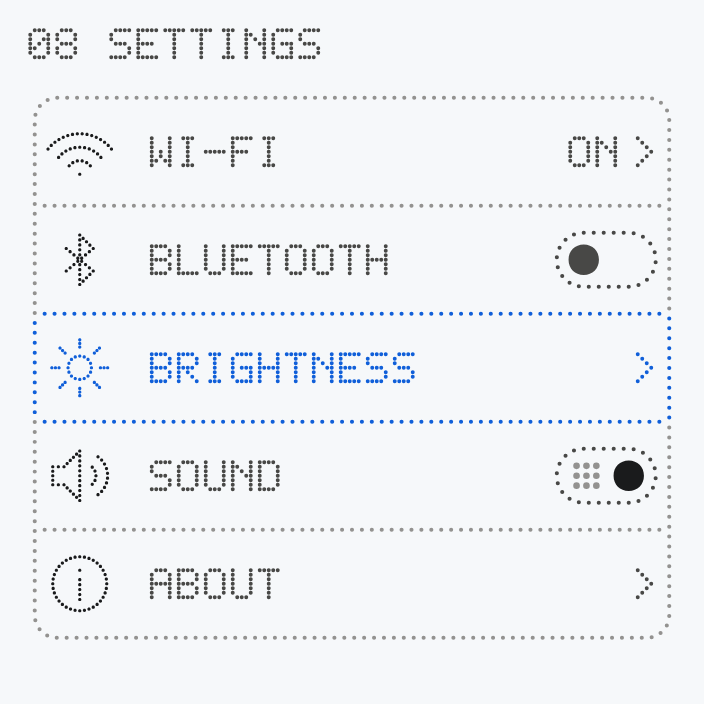 08 SETTINGS
WI-FI ON
BLUETOOTH
BRIGHTNESS
SOUND
ABOUT